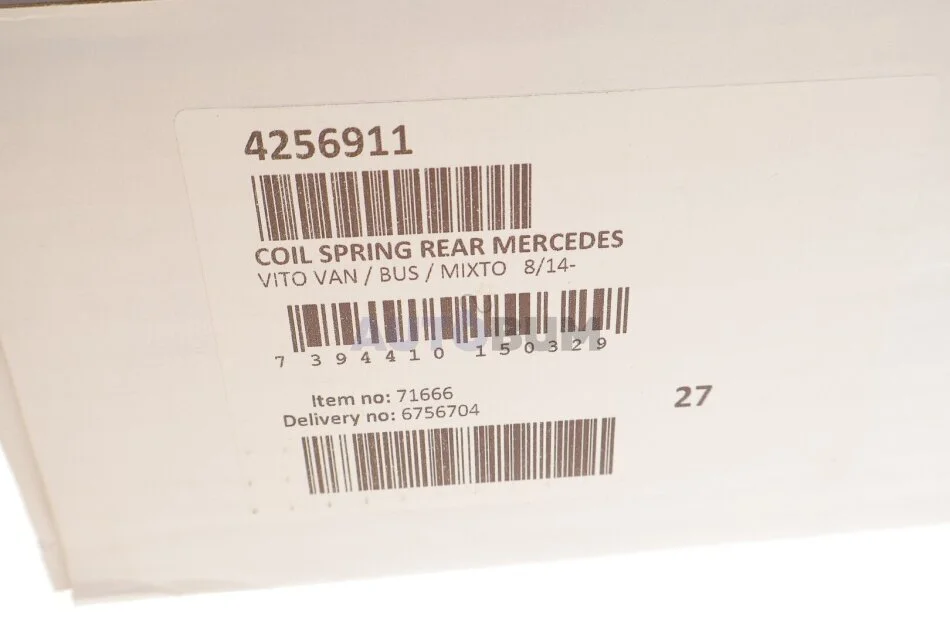 4256911
COIL SPRING REAR MERCEDES
VITO VAN / BUS / MIXTO 8/14-
AUTOBUM
7 394410 150329
Item no: 71666
27
Delivery no: 6756704